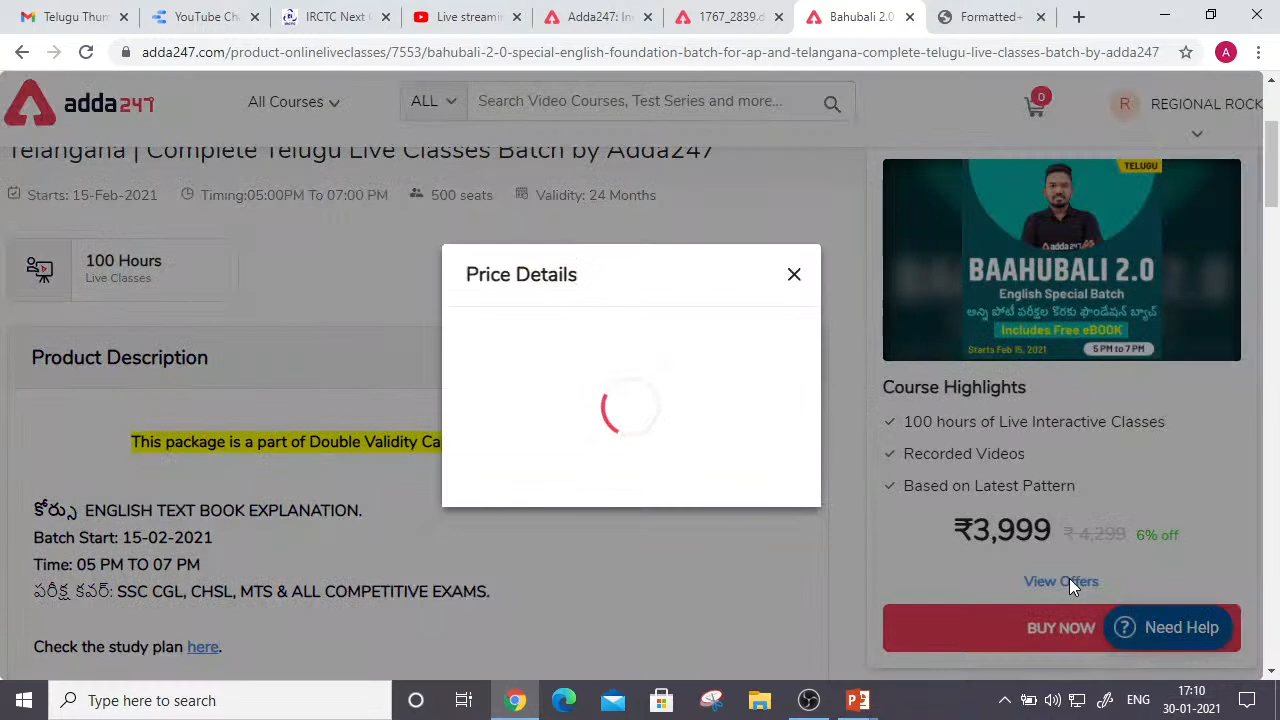 Telugu Thum
YouTube Ch
IRCTC Next G
Live streamin
Adda247: In
1767_2839.
Bahubali 2.0
Formatted+
A
adda247.com/product-onlineliveclasses/7553/bahubali-2-0-special-english-foundation-batch-for-ap-and-telangana-complete-telugu-live-classes-batch-by-adda247
adda247
All Courses
ALL
Search Video Courses, Test Series and more...
0
R
REGIONAL ROCK
Telangana | Complete Telugu Live Classes Batch by Adda247
Starts: 15-Feb-2021
Timing:05:00PM To 07:00 PM
500 seats
Validity: 24 Months
100 Hours
Live Classes
Price Details
Product Description
This package is a part of Double Validity Ca
కోర్సు ENGLISH TEXT BOOK EXPLANATION.
Batch Start: 15-02-2021
Time: 05 PM TO 07 PM
పరీక్ష కవర్: SSC CGL, CHSL, MTS & ALL COMPETITIVE EXAMS.
Check the study plan here.
TELUGU
adda247
BAAHUBALI 2.0
English Special Batch
అన్ని పోటీ పరీక్షల కొరకు ఫౌండేషన్ బ్యాచ్
Includes Free eBOOK
Starts Feb 15, 2021
5 PM to 7 PM
Course Highlights
100 hours of Live Interactive Classes
Recorded Videos
Based on Latest Pattern
₹3,999 ₹ 4,299 6% off
View Offers
BUY NOW
Need Help
Type here to search
ENG
17:10
30-01-2021